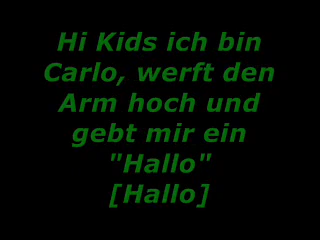 Hi Kids ich bin
Carlo, werft den
Arm hoch und
gebt mir ein
"Hallo"
[Hallo]